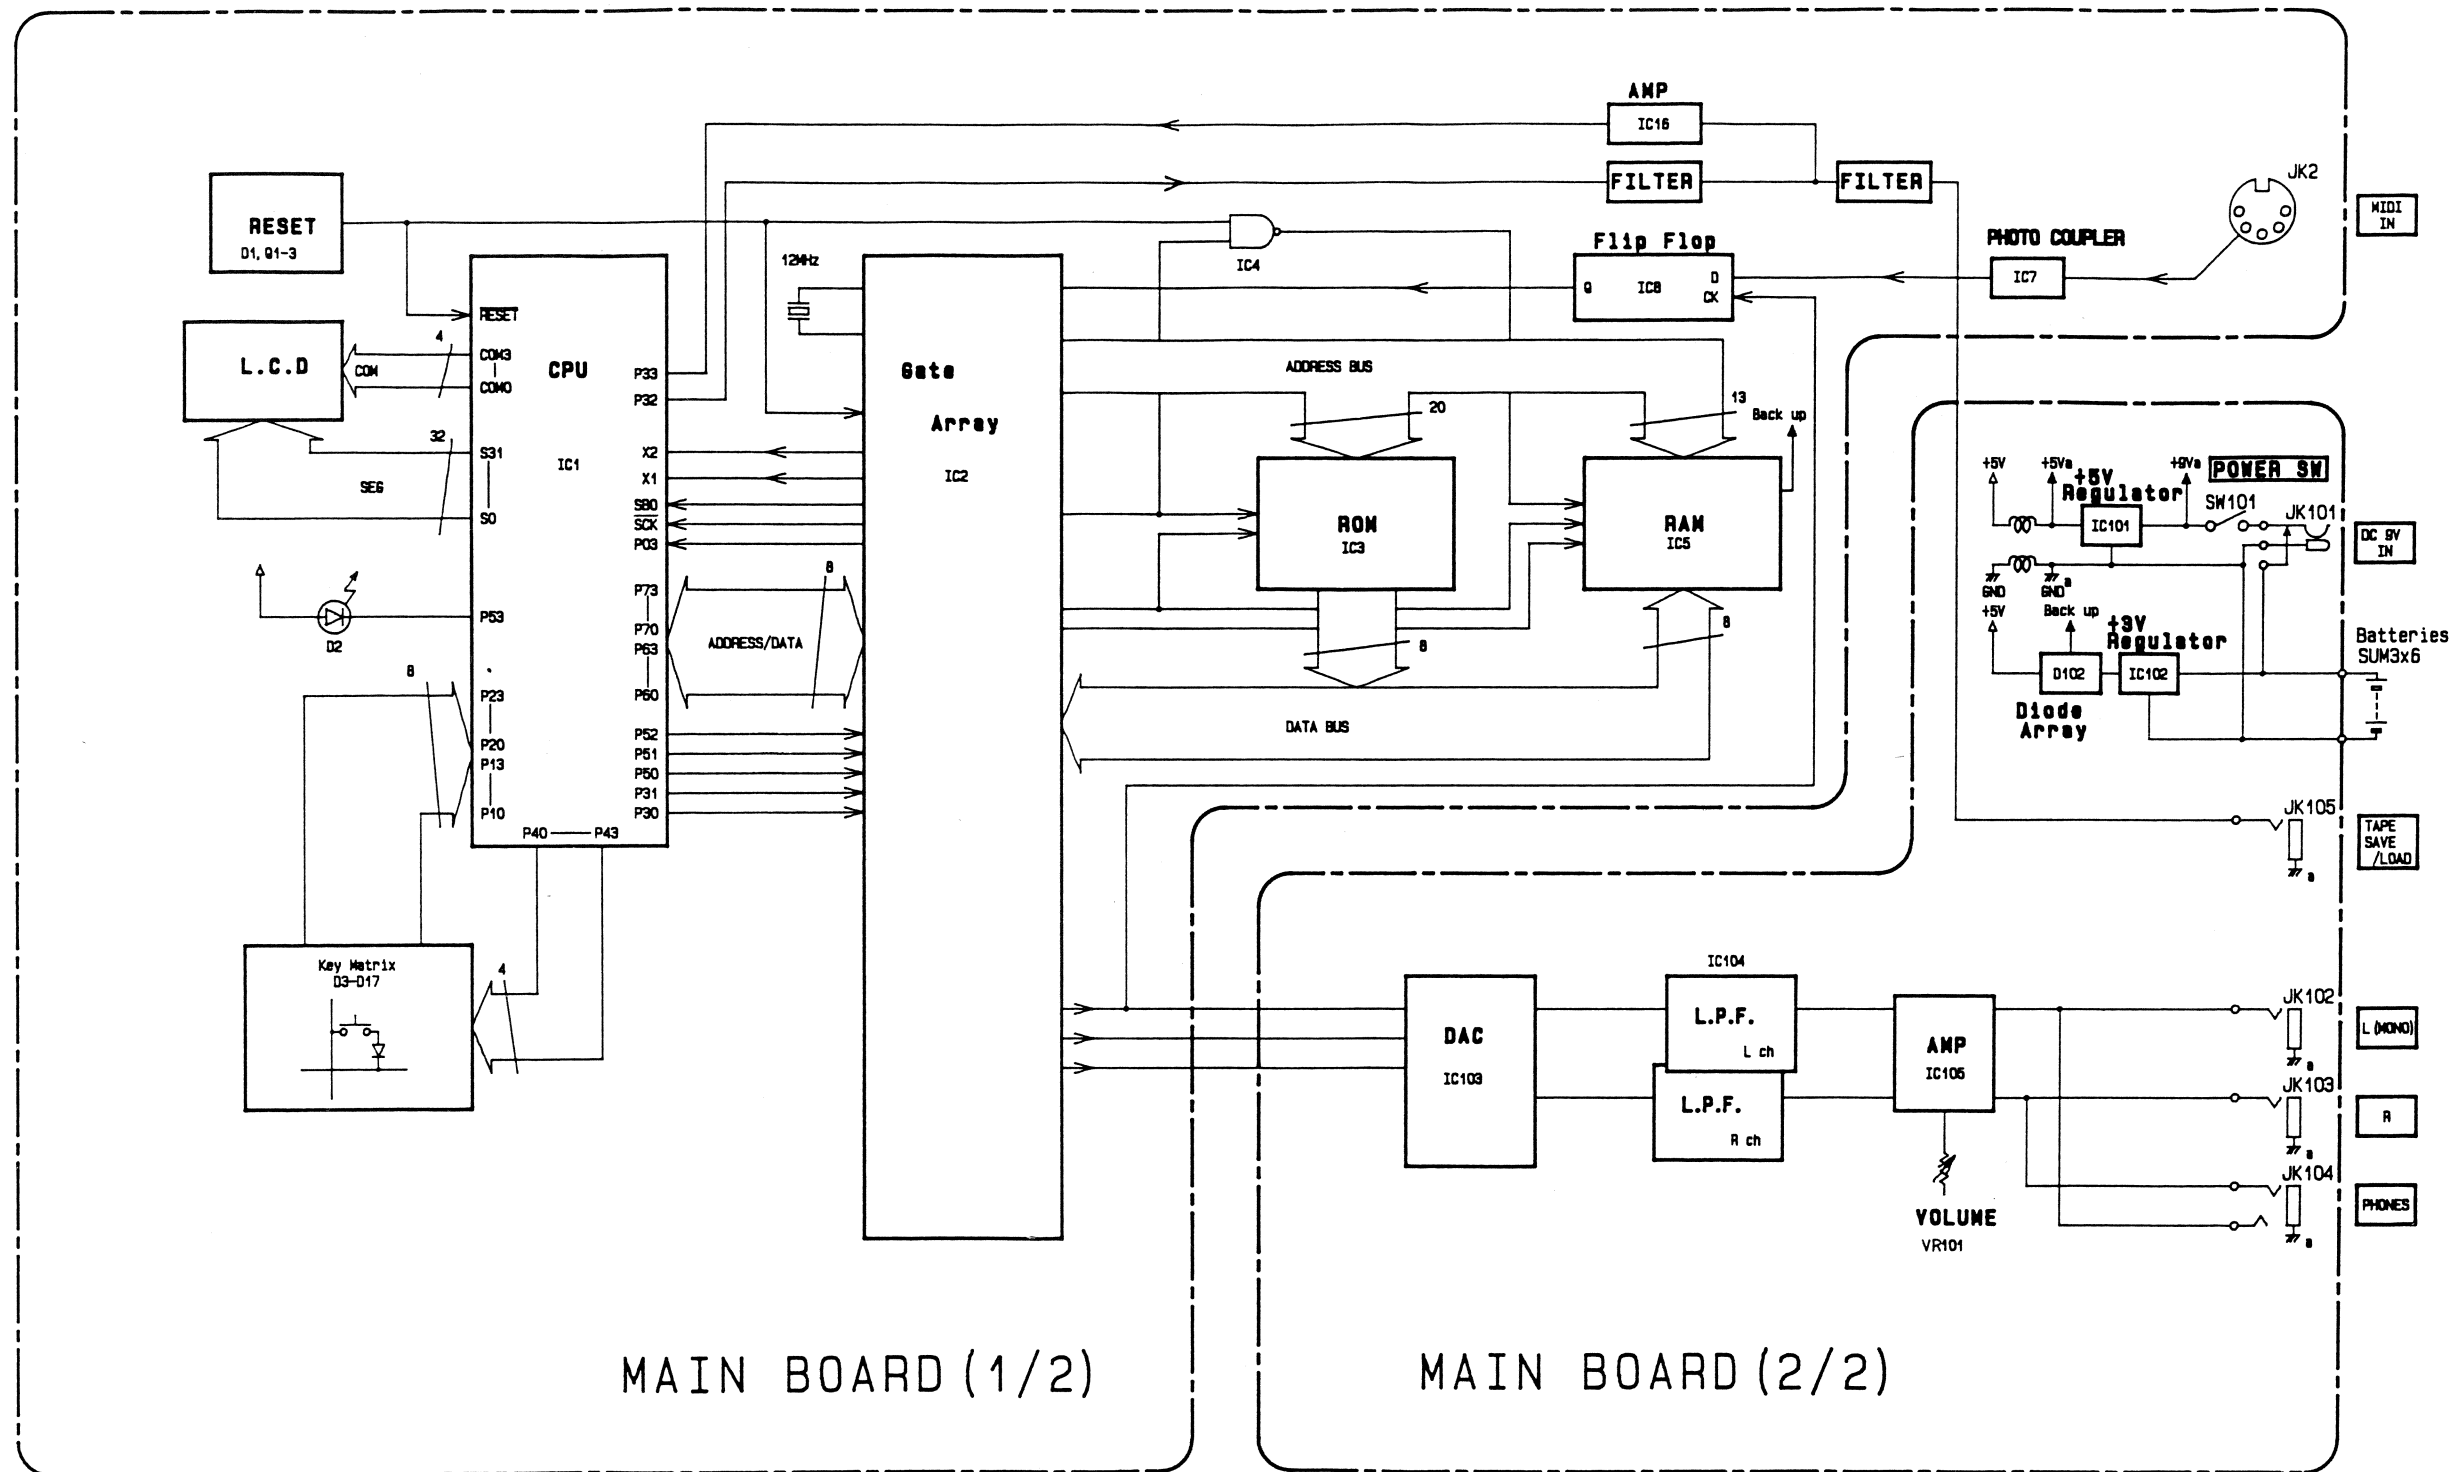 AMP
IC16
FILTER
FILTER
JK2
MIDI
IN
RESET
D1, Q1-3
12MHz
IC4
Flip Flop
Q
IC8
D
CK
PHOTO COUPLER
IC7
RESET
COM3
COM0
4
COM
L.C.D
CPU
IC1
P33
P32
Gate
Array
IC2
ADDRESS BUS
20
13
Back up
32
S31
SEG
S0
X2
X1
SB0
SCK
P03
ROM
IC3
RAM
IC5
+5V
+5Va
+5V
Regulator
+9Va
POWER SW
SW101
JK101
IC101
DC 9V
IN
GND
GND
a
+5V
Back up
+3V
Regulator
D102
IC102
Diode
Array
Batteries
SUM3x6
P53
D2
P73
P70
P63
P60
8
ADDRESS/DATA
8
8
DATA BUS
8
P23
P20
P13
P10
P52
P51
P50
P31
P30
P40
P43
JK105
TAPE
SAVE
/LOAD
a
Key Matrix
D3-D17
4
DAC
IC103
IC104
L.P.F.
L ch
L.P.F.
R ch
AMP
IC105
VOLUME
VR101
JK102
L (MONO)
a
JK103
R
a
JK104
PHONES
a
MAIN BOARD (1/2)
MAIN BOARD (2/2)